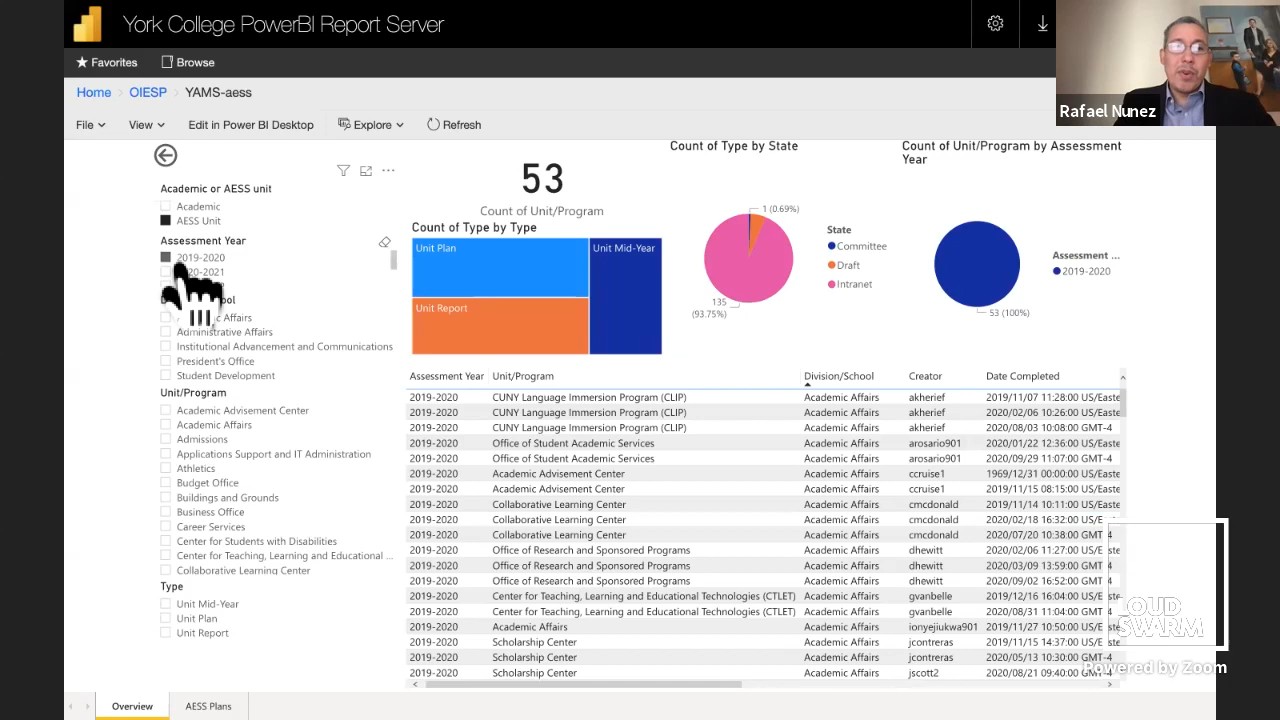 York College PowerBI Report Server
Favorites
Browse
Home > OIESP > YAMS-aess
File
View
Edit in Power BI Desktop
Explore
Refresh
Rafael Nunez
Academic or AESS unit
Academic
AESS Unit
Assessment Year
2019-2020
Administrative Affairs
Institutional Advancement and Communications
President's Office
Student Development
Unit/Program
Academic Advisement Center
Academic Affairs
Admissions
Applications Support and IT Administration
Athletics
Budget Office
Buildings and Grounds
Business Office
Career Services
Center for Students with Disabilities
Center for Teaching, Learning and Educational ...
Collaborative Learning Center
Type
Unit Mid-Year
Unit Plan
Unit Report
53
Count of Unit/Program
Count of Type by Type
Unit Plan
Unit Mid-Year
Unit Report
Count of Type by State
1 (0.69%)
135
(93.75%)
State
Committee
Draft
Intranet
Count of Unit/Program by Assessment
Year
53 (100%)
Assessment ...
2019-2020
Assessment Year Unit/Program Division/School Creator Date Completed
2019-2020 CUNY Language Immersion Program (CLIP) Academic Affairs akherief 2019/11/07 11:28:00 US/Easte
2019-2020 CUNY Language Immersion Program (CLIP) Academic Affairs akherief 2020/02/06 10:26:00 US/Easte
2019-2020 CUNY Language Immersion Program (CLIP) Academic Affairs akherief 2020/08/03 10:08:00 GMT-4
2019-2020 Office of Student Academic Services Academic Affairs arosario901 2020/01/22 12:36:00 US/Easte
2019-2020 Office of Student Academic Services Academic Affairs arosario901 2020/09/29 11:07:00 GMT-4
2019-2020 Academic Advisement Center Academic Affairs ccruise1 1969/12/31 00:00:00 US/Easte
2019-2020 Academic Advisement Center Academic Affairs ccruise1 2019/11/15 08:15:00 US/Easte
2019-2020 Collaborative Learning Center Academic Affairs cmcdonald 2019/11/14 10:11:00 US/Easte
2019-2020 Collaborative Learning Center Academic Affairs cmcdonald 2020/02/18 16:32:00 US/E
2019-2020 Collaborative Learning Center Academic Affairs cmcdonald 2020/07/20 10:38:00 GMT-4
2019-2020 Office of Research and Sponsored Programs Academic Affairs dhewitt 2020/02/06 11:27:00 US/E
2019-2020 Office of Research and Sponsored Programs Academic Affairs dhewitt 2020/03/09 13:59:00 GMT-4
2019-2020 Office of Research and Sponsored Programs Academic Affairs dhewitt 2020/09/02 16:52:00 GMT-4
2019-2020 Center for Teaching, Learning and Educational Technologies (CTLET) Academic Affairs gvanbelle 2019/12/16 16:04:00 US/E
2019-2020 Center for Teaching, Learning and Educational Technologies (CTLET) Academic Affairs gvanbelle 2020/08/31 11:04:00 GMT-4
2019-2020 Academic Affairs Academic Affairs ionyejiukwa901 2019/11/27 10:50:00 US/E
2019-2020 Scholarship Center Academic Affairs jcontreras 2019/11/15 14:37:00 US/E
2019-2020 Scholarship Center Academic Affairs jcontreras 2020/05/13 10:30:00 GMT-4
2019-2020 Scholarship Center Academic Affairs jscott2 2020/08/21 09:40:00 GMT-4
LOUD
SWARM
Powered by Zoom
Overview
AESS Plans